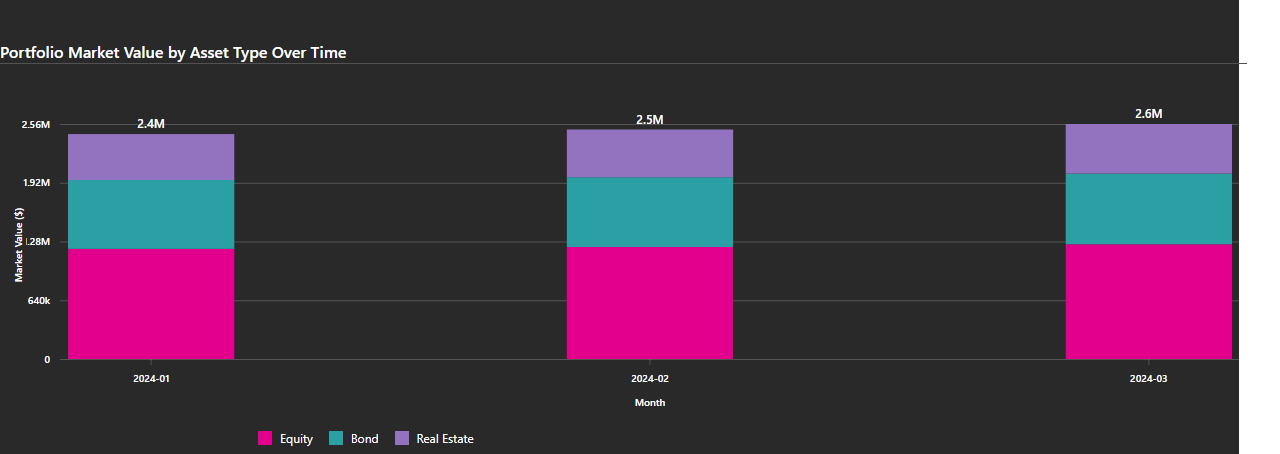 Portfolio Market Value by Asset Type Over Time
2.4M
2.5M
2.6M
2.56M
1.92M
1.28M
640k
0
Market Value ($)
2024-01
2024-02
2024-03
Month
Equity
Bond
Real Estate